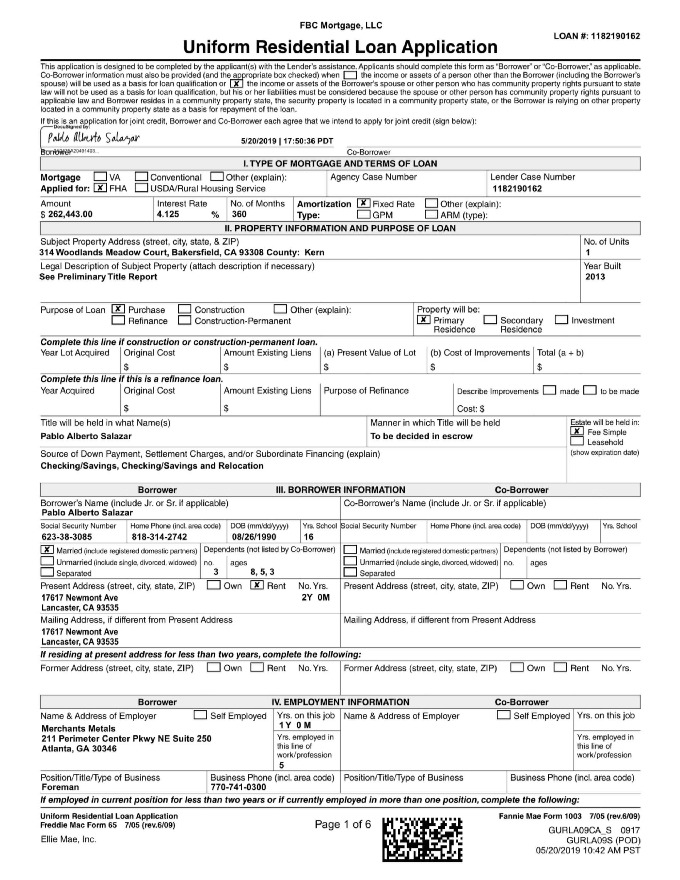 FBC Mortgage, LLC
LOAN #: 1182190162
Uniform Residential Loan Application
This application is designed to be completed by the applicant(s) with the Lender's assistance. Applicants should complete this form as "Borrower" or "Co-Borrower," as applicable.
Co-Borrower information must also be provided (and the appropriate box checked) when the income or assets of a person other than the Borrower (including the Borrower's
spouse) will be used as a basis for loan qualification or X the income or assets of the Borrower's spouse or other person who has community property rights pursuant to state
law will not be used as a basis for loan qualification, but his or her liabilities must be considered because the spouse or other person has community property rights pursuant to
applicable law and Borrower resides in a community property state, the security property is located in a community property state, or the Borrower is relying on other property
located in a community property state as a basis for repayment of the loan.
If this is an application for joint credit, Borrower and Co-Borrower each agree that we intend to apply for joint credit (sign below):
DocuSigned by:
Pablo Alberto Salazar
5/20/2019 | 17:50:36 PDT
Borrower Co-Borrower
I. TYPE OF MORTGAGE AND TERMS OF LOAN
Mortgage VA Conventional Other (explain): Agency Case Number Lender Case Number
Applied for: X FHA USDA/Rural Housing Service 1182190162
Amount Interest Rate No. of Months Amortization X Fixed Rate Other (explain):
$ 262,443.00 4.125 % 360 Type: GPM ARM (type):
II. PROPERTY INFORMATION AND PURPOSE OF LOAN
Subject Property Address (street, city, state, & ZIP) No. of Units
314 Woodlands Meadow Court, Bakersfield, CA 93308 County: Kern 1
Legal Description of Subject Property (attach description if necessary) Year Built
See Preliminary Title Report 2013
Purpose of Loan X Purchase Construction Other (explain): Property will be:
Refinance Construction-Permanent X Primary Residence Secondary Residence Investment
Complete this line if construction or construction-permanent loan.
Year Lot Acquired Original Cost Amount Existing Liens (a) Present Value of Lot (b) Cost of Improvements Total (a + b)
$ $ $ $ $
Complete this line if this is a refinance loan.
Year Acquired Original Cost Amount Existing Liens Purpose of Refinance Describe Improvements made to be made
$ $ Cost: $
Title will be held in what Name(s) Manner in which Title will be held Estate will be held in:
Pablo Alberto Salazar To be decided in escrow X Fee Simple
Leasehold
Source of Down Payment, Settlement Charges, and/or Subordinate Financing (explain) (show expiration date)
Checking/Savings, Checking/Savings and Relocation
Borrower III. BORROWER INFORMATION Co-Borrower
Borrower's Name (include Jr. or Sr. if applicable) Co-Borrower's Name (include Jr. or Sr. if applicable)
Pablo Alberto Salazar
Social Security Number Home Phone (incl. area code) DOB (mm/dd/yyyy) Yrs. School Social Security Number Home Phone (incl. area code) DOB (mm/dd/yyyy) Yrs. School
623-38-3085 818-314-2742 08/26/1990 16
X Married (include registered domestic partners) Dependents (not listed by Co-Borrower) Married (include registered domestic partners) Dependents (not listed by Borrower)
Unmarried (include single, divorced, widowed) no. ages Unmarried (include single, divorced, widowed) no. ages
Separated 3 8, 5, 3 Separated
Present Address (street, city, state, ZIP) Own X Rent No. Yrs. Present Address (street, city, state, ZIP) Own Rent No. Yrs.
17617 Newmont Ave 2Y 0M
Lancaster, CA 93535
Mailing Address, if different from Present Address Mailing Address, if different from Present Address
17617 Newmont Ave
Lancaster, CA 93535
If residing at present address for less than two years, complete the following:
Former Address (street, city, state, ZIP) Own Rent No. Yrs. Former Address (street, city, state, ZIP) Own Rent No. Yrs.
Borrower IV. EMPLOYMENT INFORMATION Co-Borrower
Name & Address of Employer Self Employed Yrs. on this job Name & Address of Employer Self Employed Yrs. on this job
Merchants Metals 1 Y 0 M
211 Perimeter Center Pkwy NE Suite 250 Yrs. employed in this line of work/profession Yrs. employed in this line of work/profession
Atlanta, GA 30346
5
Position/Title/Type of Business Business Phone (incl. area code) Position/Title/Type of Business Business Phone (incl. area code)
Foreman 770-741-0300
If employed in current position for less than two years or if currently employed in more than one position, complete the following:
Uniform Residential Loan Application Fannie Mae Form 1003 7/05 (rev.6/09)
Freddie Mac Form 65 7/05 (rev.6/09)
Page 1 of 6
GURLA09CA_S 0917
Ellie Mae, Inc. GURLA09S (POD)
05/20/2019 10:42 AM PST